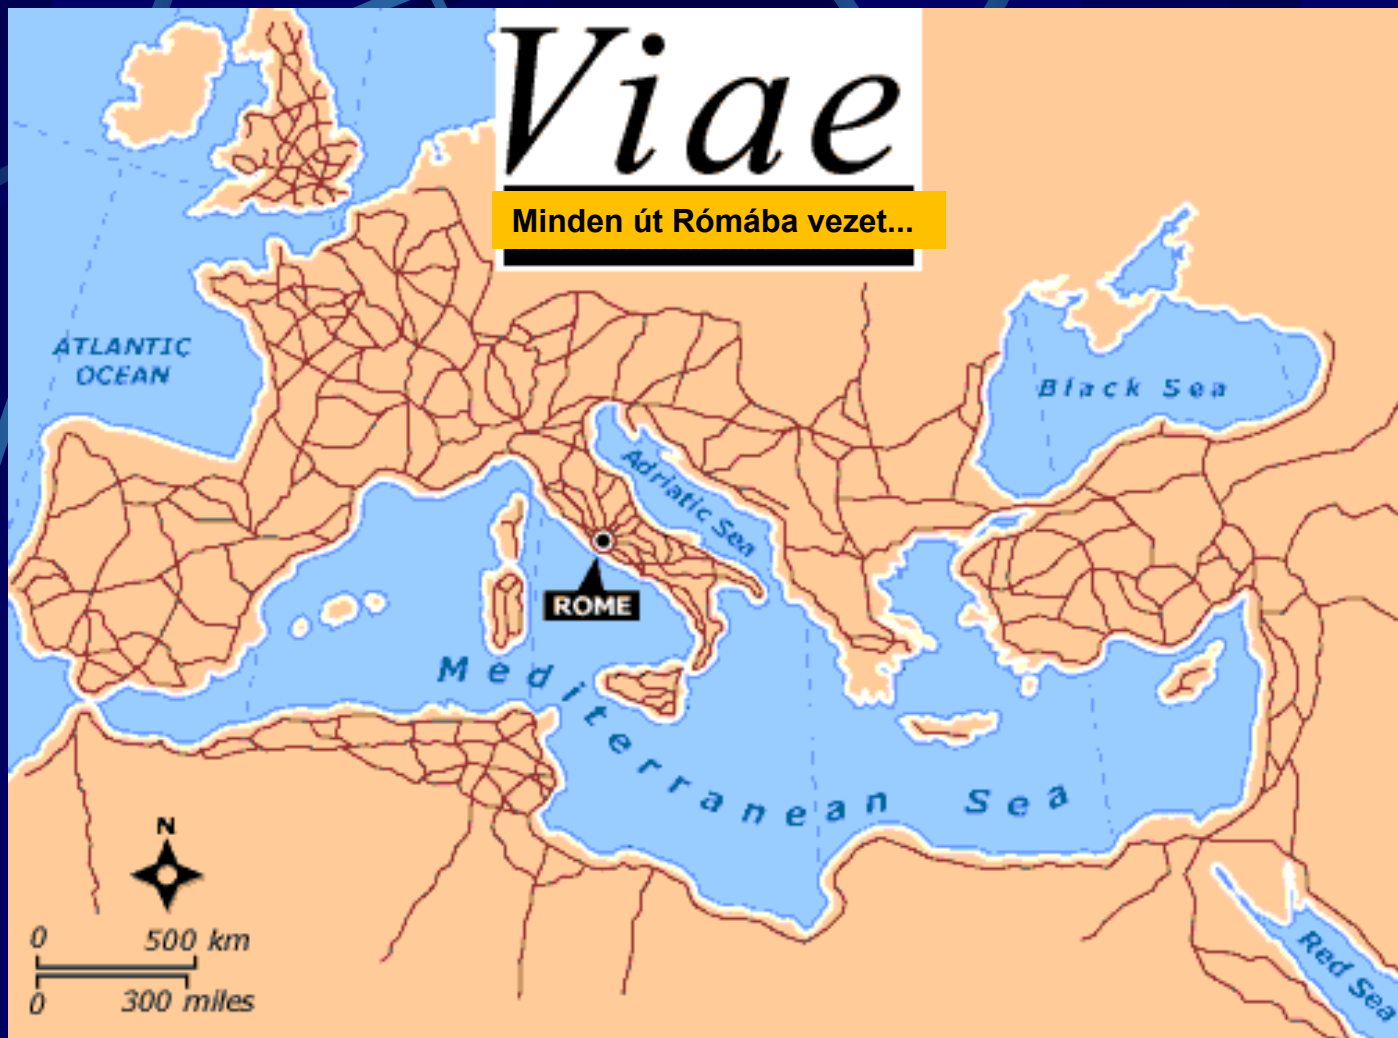 Viae
Minden út Rómába vezet...
ATLANTIC
OCEAN
Black Sea
Adriatic Sea
ROME
Mediterranean Sea
N
0 500 km
0 300 miles
Red Sea